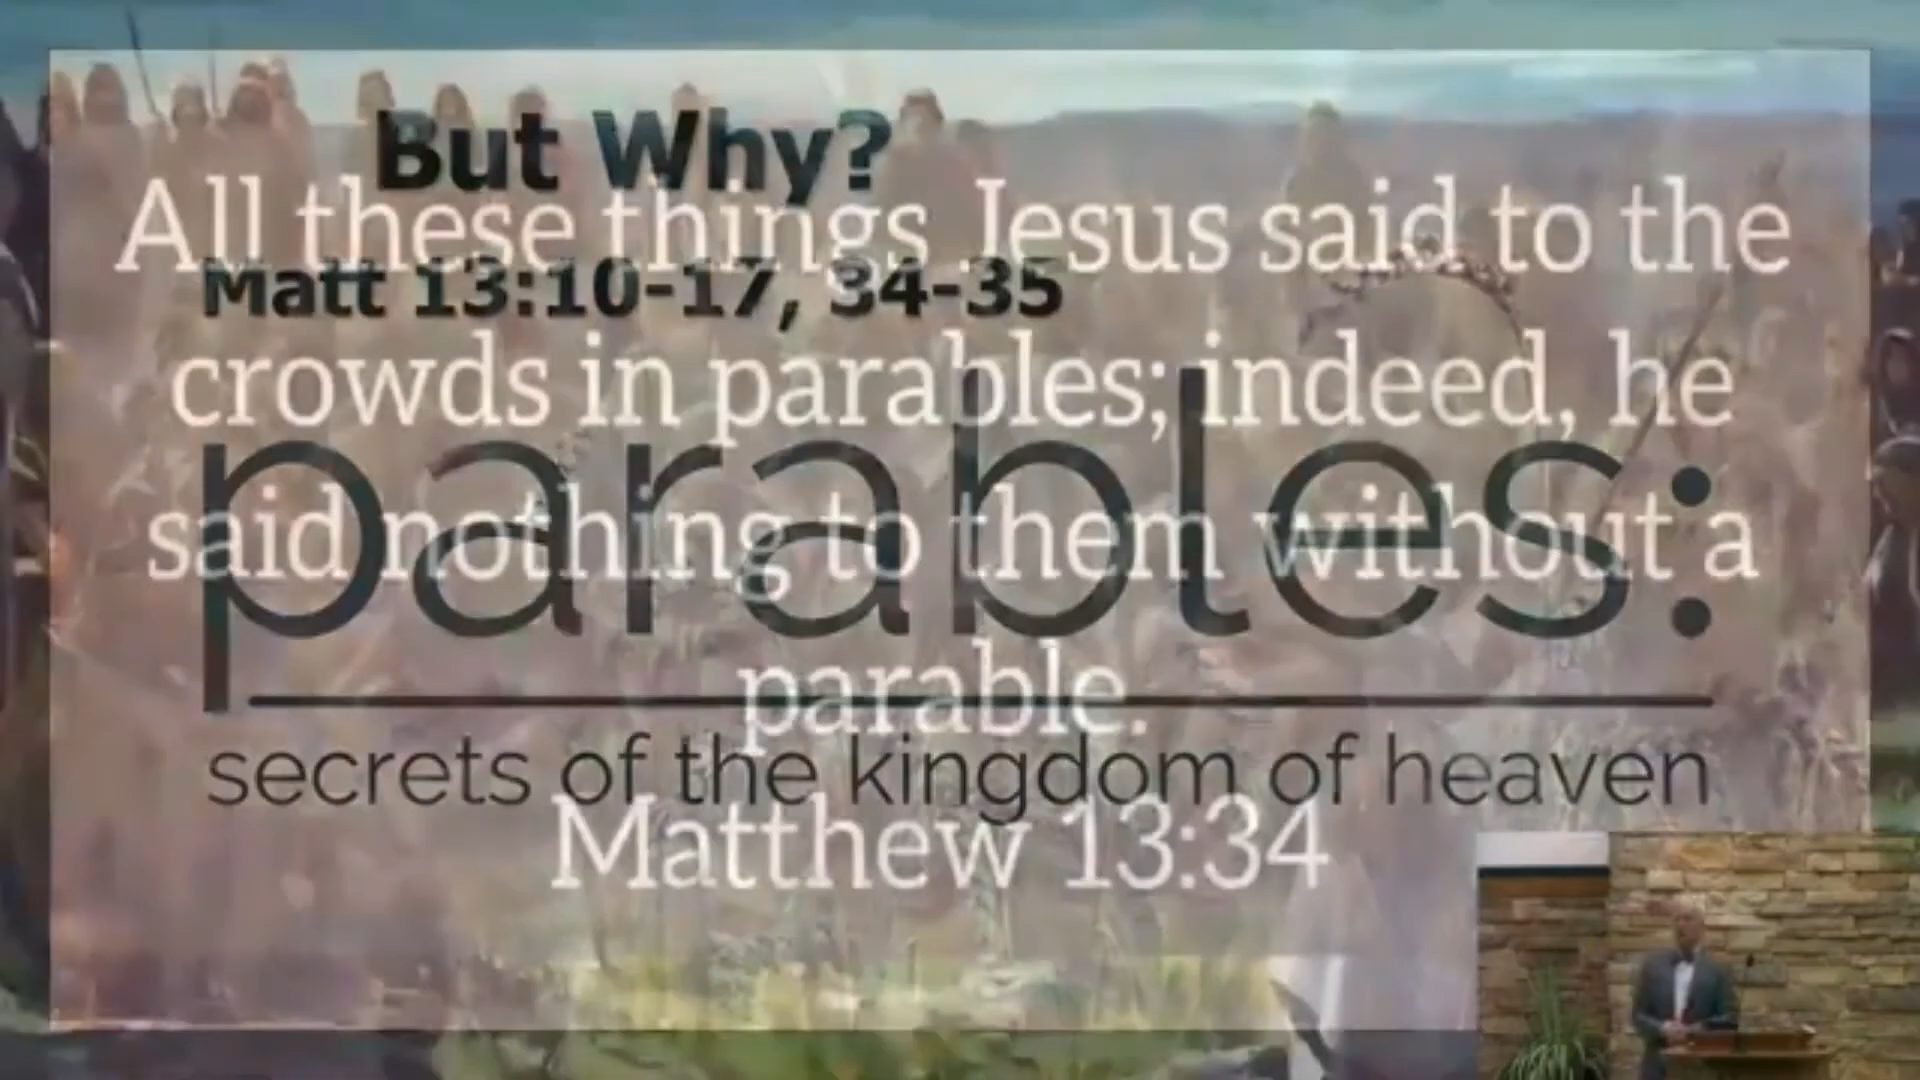 But Why?
Matt 13:10-17, 34-35
parables:
secrets of the kingdom of heaven
All these things Jesus said to the
crowds in parables; indeed, he
said nothing to them without a
parable.
Matthew 13:34